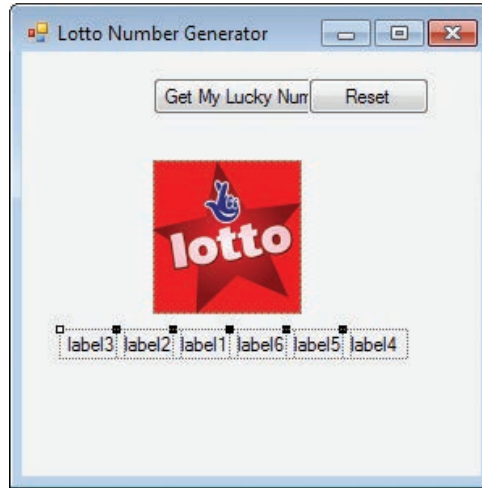 Lotto Number Generator
Get My Lucky Num Reset
lotto
label3 label2 label1 label6 label5 label4